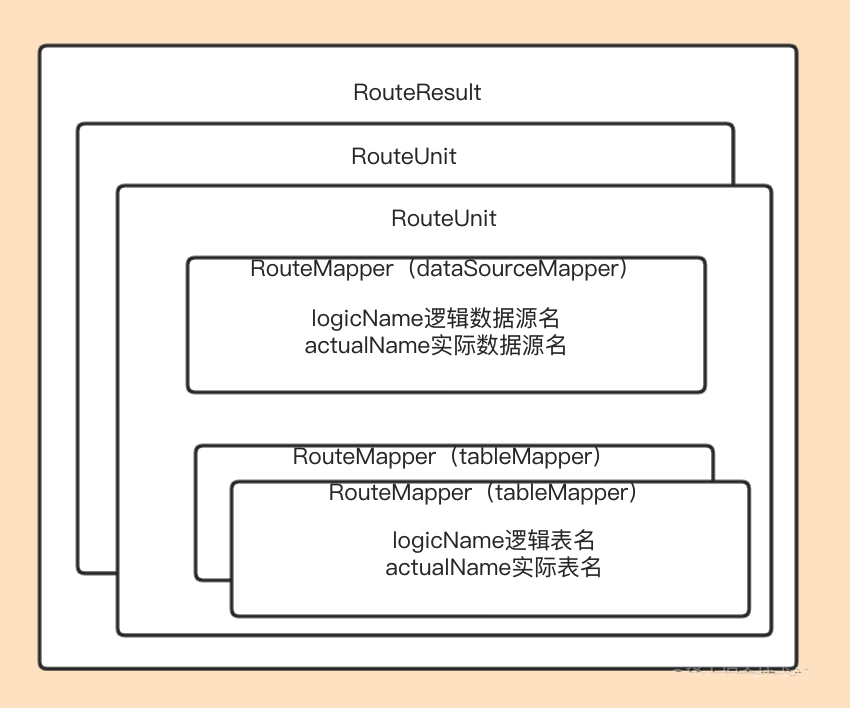 RouteResult
RouteUnit
RouteUnit
RouteMapper（dataSourceMapper）
logicName逻辑数据源名
actualName实际数据源名
RouteMapper（tableMapper）
RouteMapper（tableMapper）
logicName逻辑表名
actualName实际表名